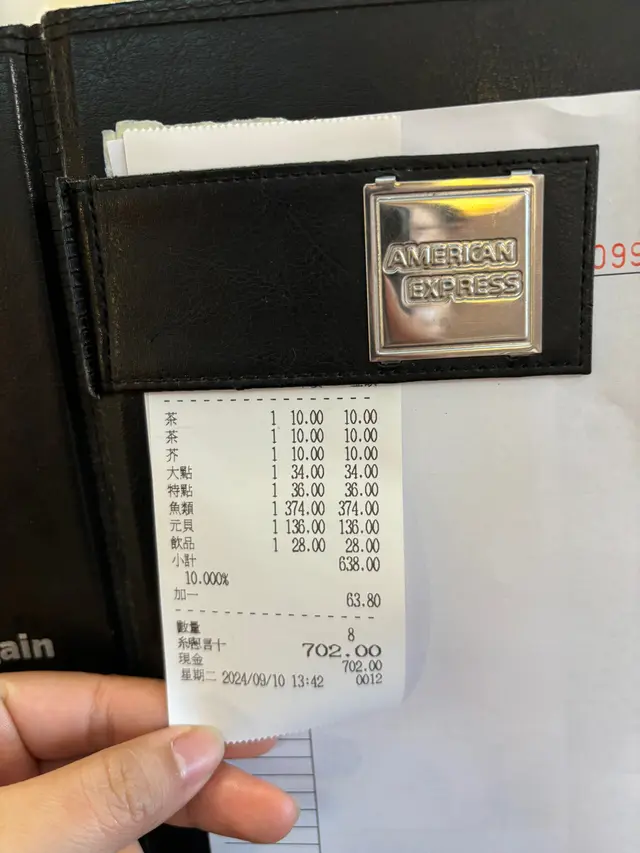 AMERICAN
EXPRESS
099
茶 1 10.00 10.00
茶 1 10.00 10.00
芥 1 10.00 10.00
大點 1 34.00 34.00
特點 1 36.00 36.00
魚類 1 374.00 374.00
元貝 1 136.00 136.00
飲品 1 28.00 28.00
小計 638.00
10.000%
加一 63.80
數量 8
702.00
現金 702.00
星期二 2024/09/10 13:42 0012
ain